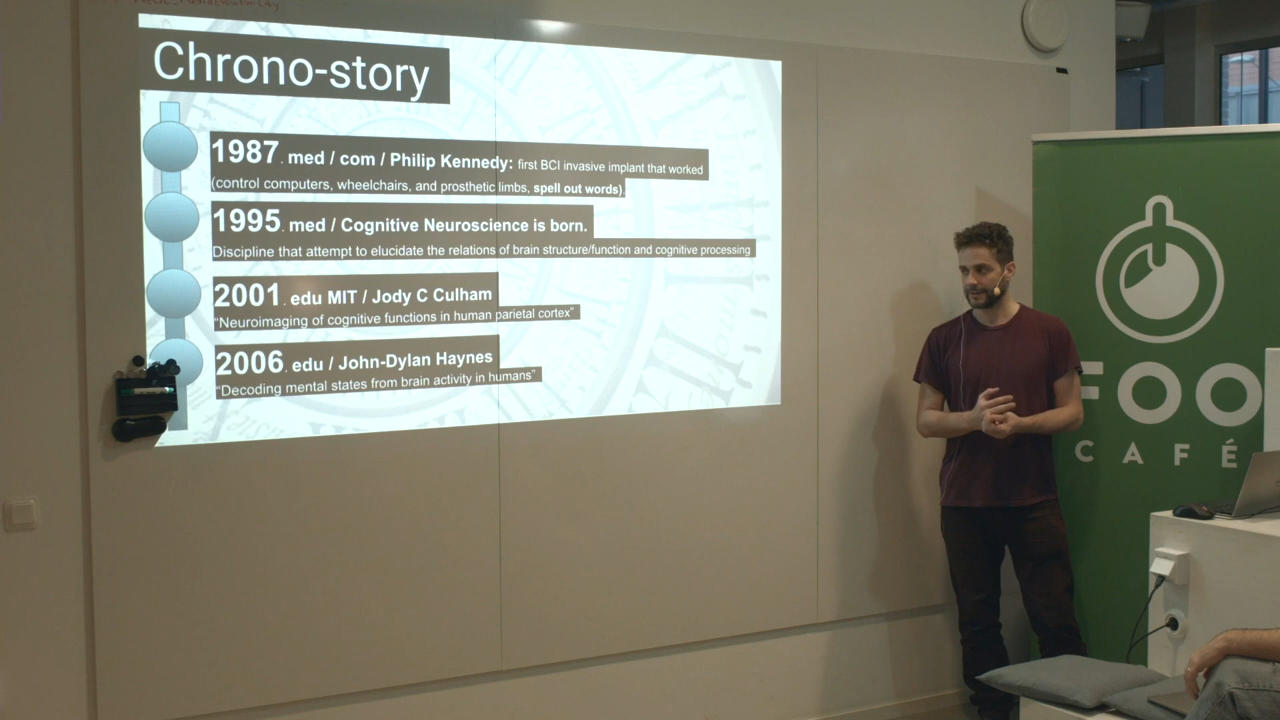 Chrono-story
1987. med / com / Philip Kennedy: first BCI invasive implant that worked
(control computers, wheelchairs, and prosthetic limbs, spell out words).
1995. med / Cognitive Neuroscience is born.
Discipline that attempt to elucidate the relations of brain structure/function and cognitive processing
2001. edu MIT / Jody C Culham
“Neuroimaging of cognitive functions in human parietal cortex”
2006. edu / John-Dylan Haynes
“Decoding mental states from brain activity in humans”
FOO
CAFÉ